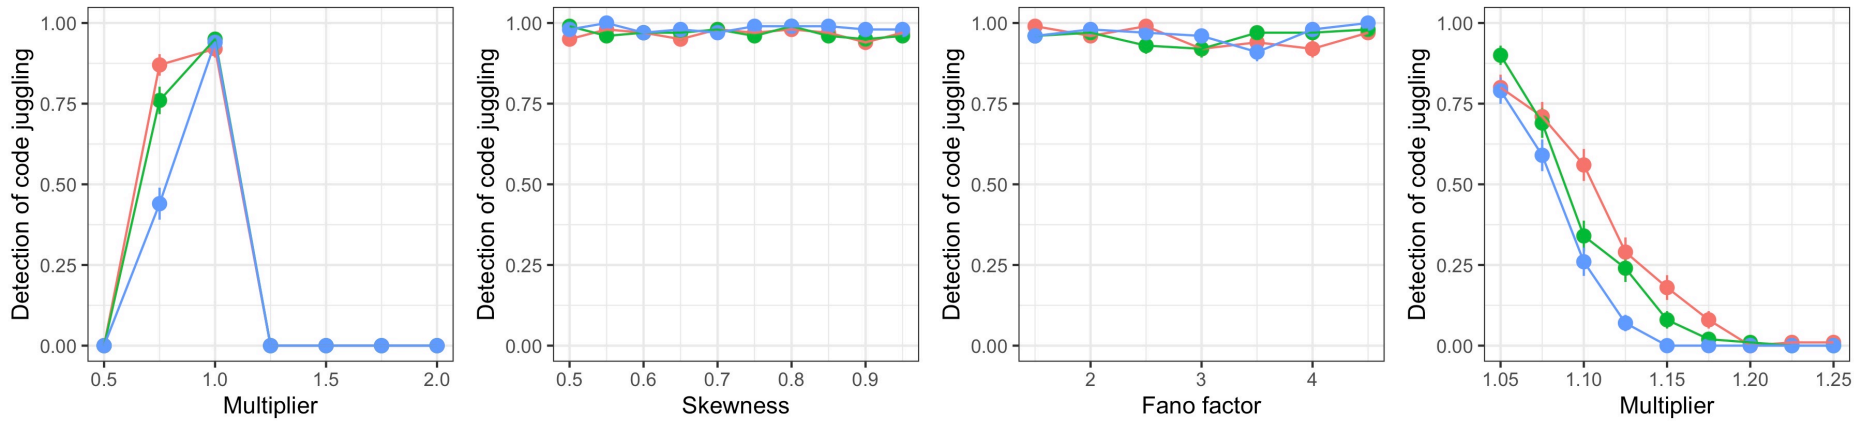 Detection of code juggling
1.00
0.75
0.50
0.25
0.00
0.5 1.0 1.5 2.0
Multiplier
Detection of code juggling
1.00
0.75
0.50
0.25
0.00
0.5 0.6 0.7 0.8 0.9
Skewness
Detection of code juggling
1.00
0.75
0.50
0.25
0.00
2 3 4
Fano factor
Detection of code juggling
1.00
0.75
0.50
0.25
0.00
1.05 1.10 1.15 1.20 1.25
Multiplier